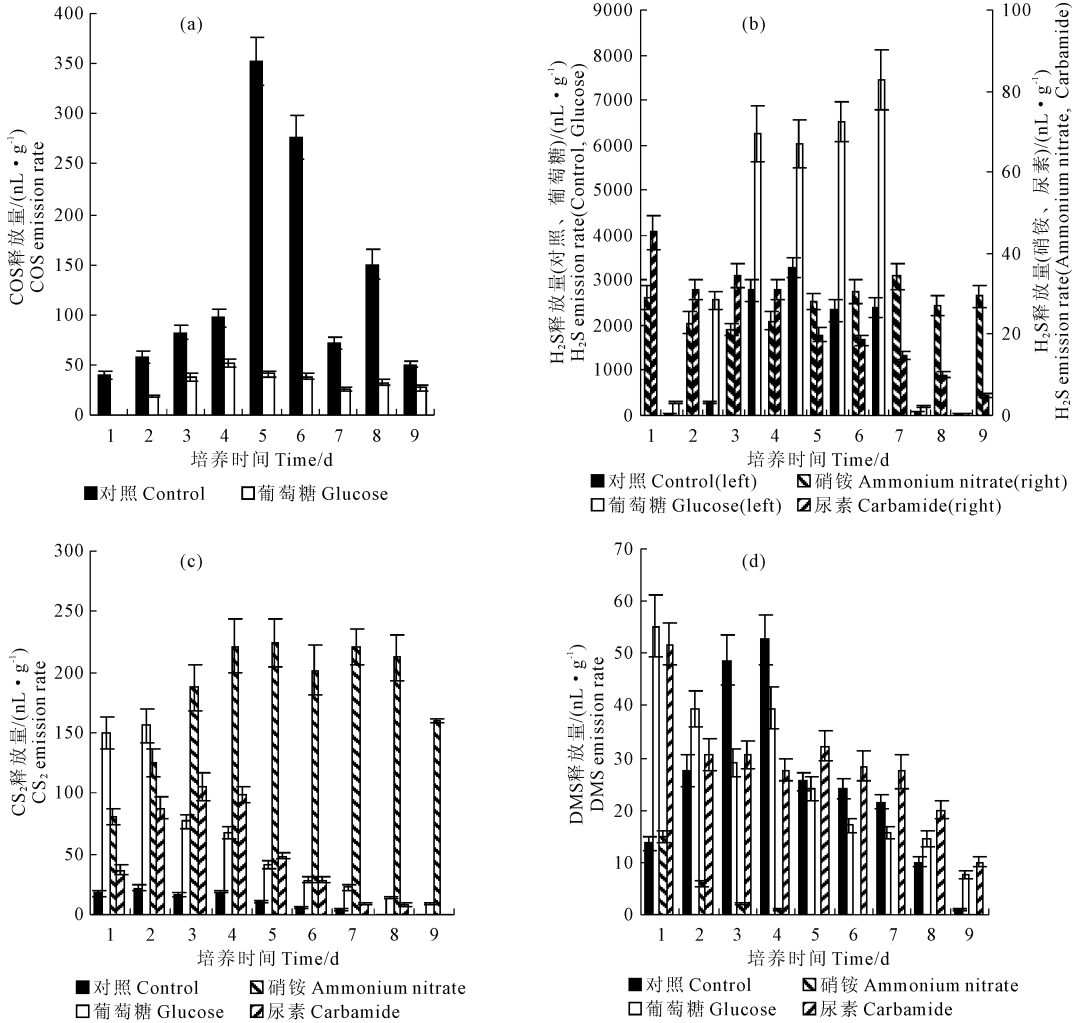 (a)
COS释放量/(nL·g⁻¹)
COS emission rate
400
350
300
250
200
150
100
50
0
1 2 3 4 5 6 7 8 9
培养时间 Time/d
对照 Control 葡萄糖 Glucose
(b)
H₂S释放量(对照、葡萄糖)/(nL·g⁻¹)
H₂S emission rate(Control, Glucose)
9000
8000
7000
6000
5000
4000
3000
2000
1000
0
100
80
60
40
20
0
H₂S释放量(硝铵、尿素)/(nL·g⁻¹)
H₂S emission rate(Ammonium nitrate, Carbamide)
1 2 3 4 5 6 7 8 9
培养时间 Time/d
对照 Control(left) 硝铵 Ammonium nitrate(right)
葡萄糖 Glucose(left) 尿素 Carbamide(right)
(c)
CS₂释放量/(nL·g⁻¹)
CS₂ emission rate
300
250
200
150
100
50
0
1 2 3 4 5 6 7 8 9
培养时间 Time/d
对照 Control 硝铵 Ammonium nitrate
葡萄糖 Glucose 尿素 Carbamide
(d)
DMS释放量/(nL·g⁻¹)
DMS emission rate
70
60
50
40
30
20
10
0
1 2 3 4 5 6 7 8 9
培养时间 Time/d
对照 Control 硝铵 Ammonium nitrate
葡萄糖 Glucose 尿素 Carbamide